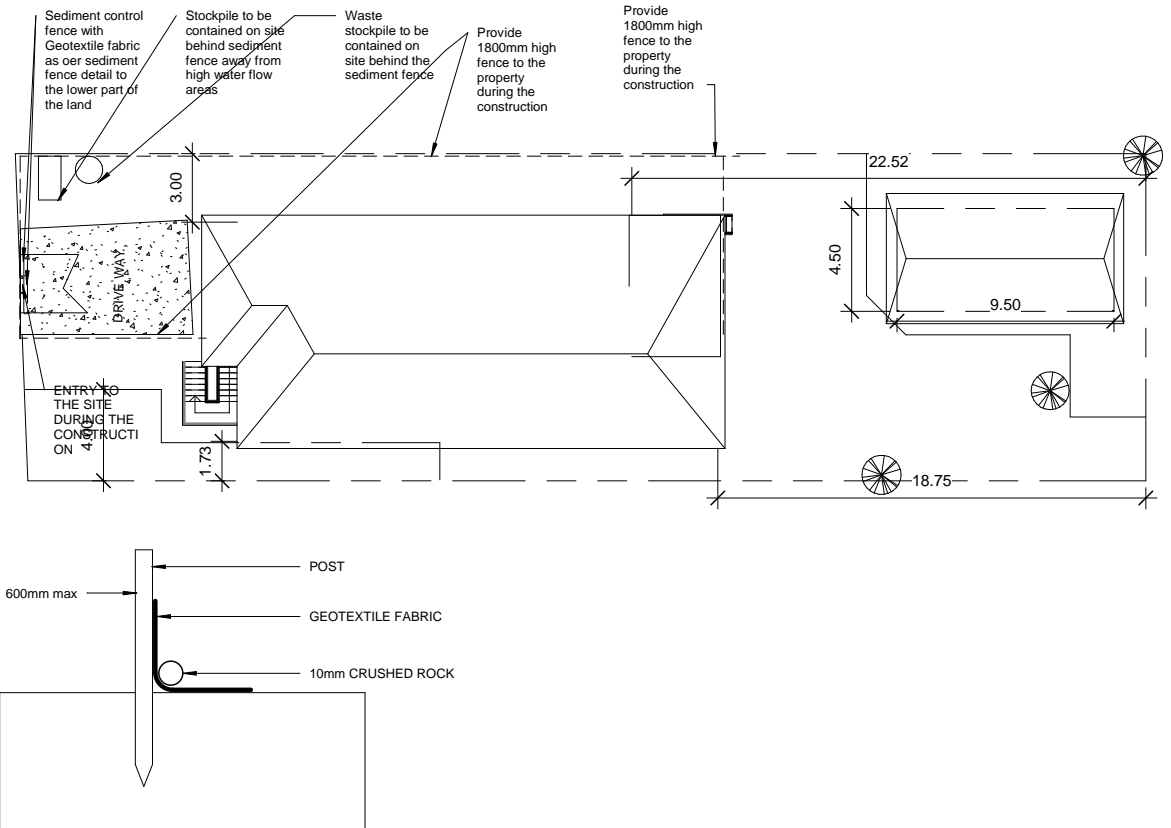 Sediment control
fence with
Geotextile fabric
as oer sediment
fence detail to
the lower part of
the land
Stockpile to be
contained on site
behind sediment
fence away from
high water flow
areas
Waste
stockpile to be
contained on
site behind the
sediment fence
Provide
1800mm high
fence to the
property
during the
construction
Provide
1800mm high
fence to the
property
during the
construction
22.52
3.00
DRIVE WAY
4.50
9.50
ENTRY TO
THE SITE
DURING THE
CONSTRUCTI
ON
4.00
1.73
18.75
POST
600mm max
GEOTEXTILE FABRIC
10mm CRUSHED ROCK